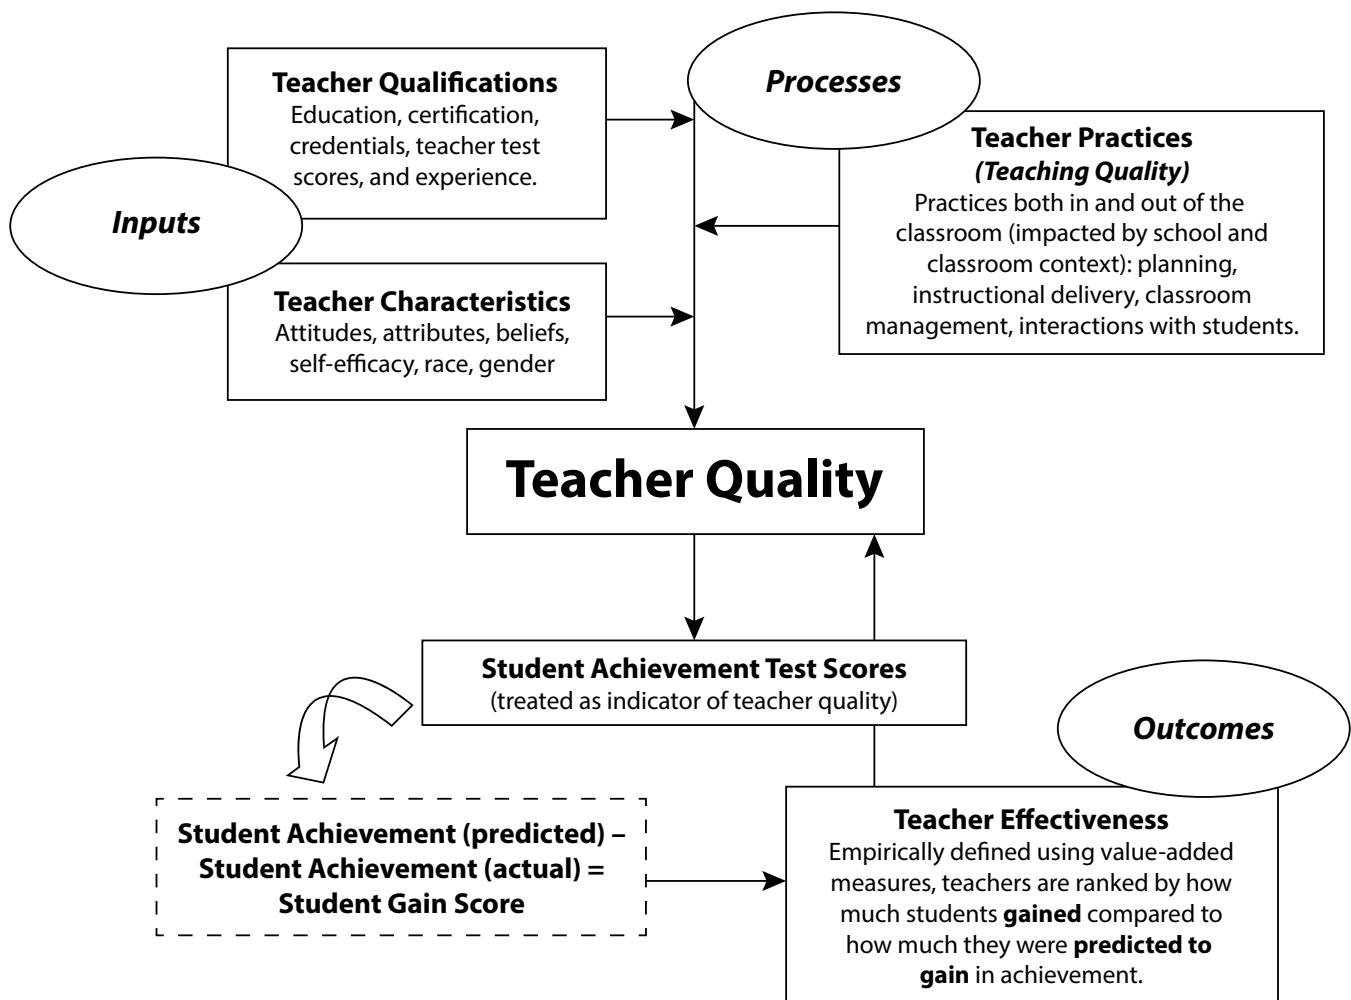 Processes
Teacher Qualifications
Education, certification,
credentials, teacher test
scores, and experience.
Inputs
Teacher Characteristics
Attitudes, attributes, beliefs,
self-efficacy, race, gender
Teacher Practices
(Teaching Quality)
Practices both in and out of the
classroom (impacted by school and
classroom context): planning,
instructional delivery, classroom
management, interactions with students.
Teacher Quality
Student Achievement Test Scores
(treated as indicator of teacher quality)
Outcomes
Student Achievement (predicted) –
Student Achievement (actual) =
Student Gain Score
Teacher Effectiveness
Empirically defined using value-added
measures, teachers are ranked by how
much students gained compared to
how much they were predicted to
gain in achievement.